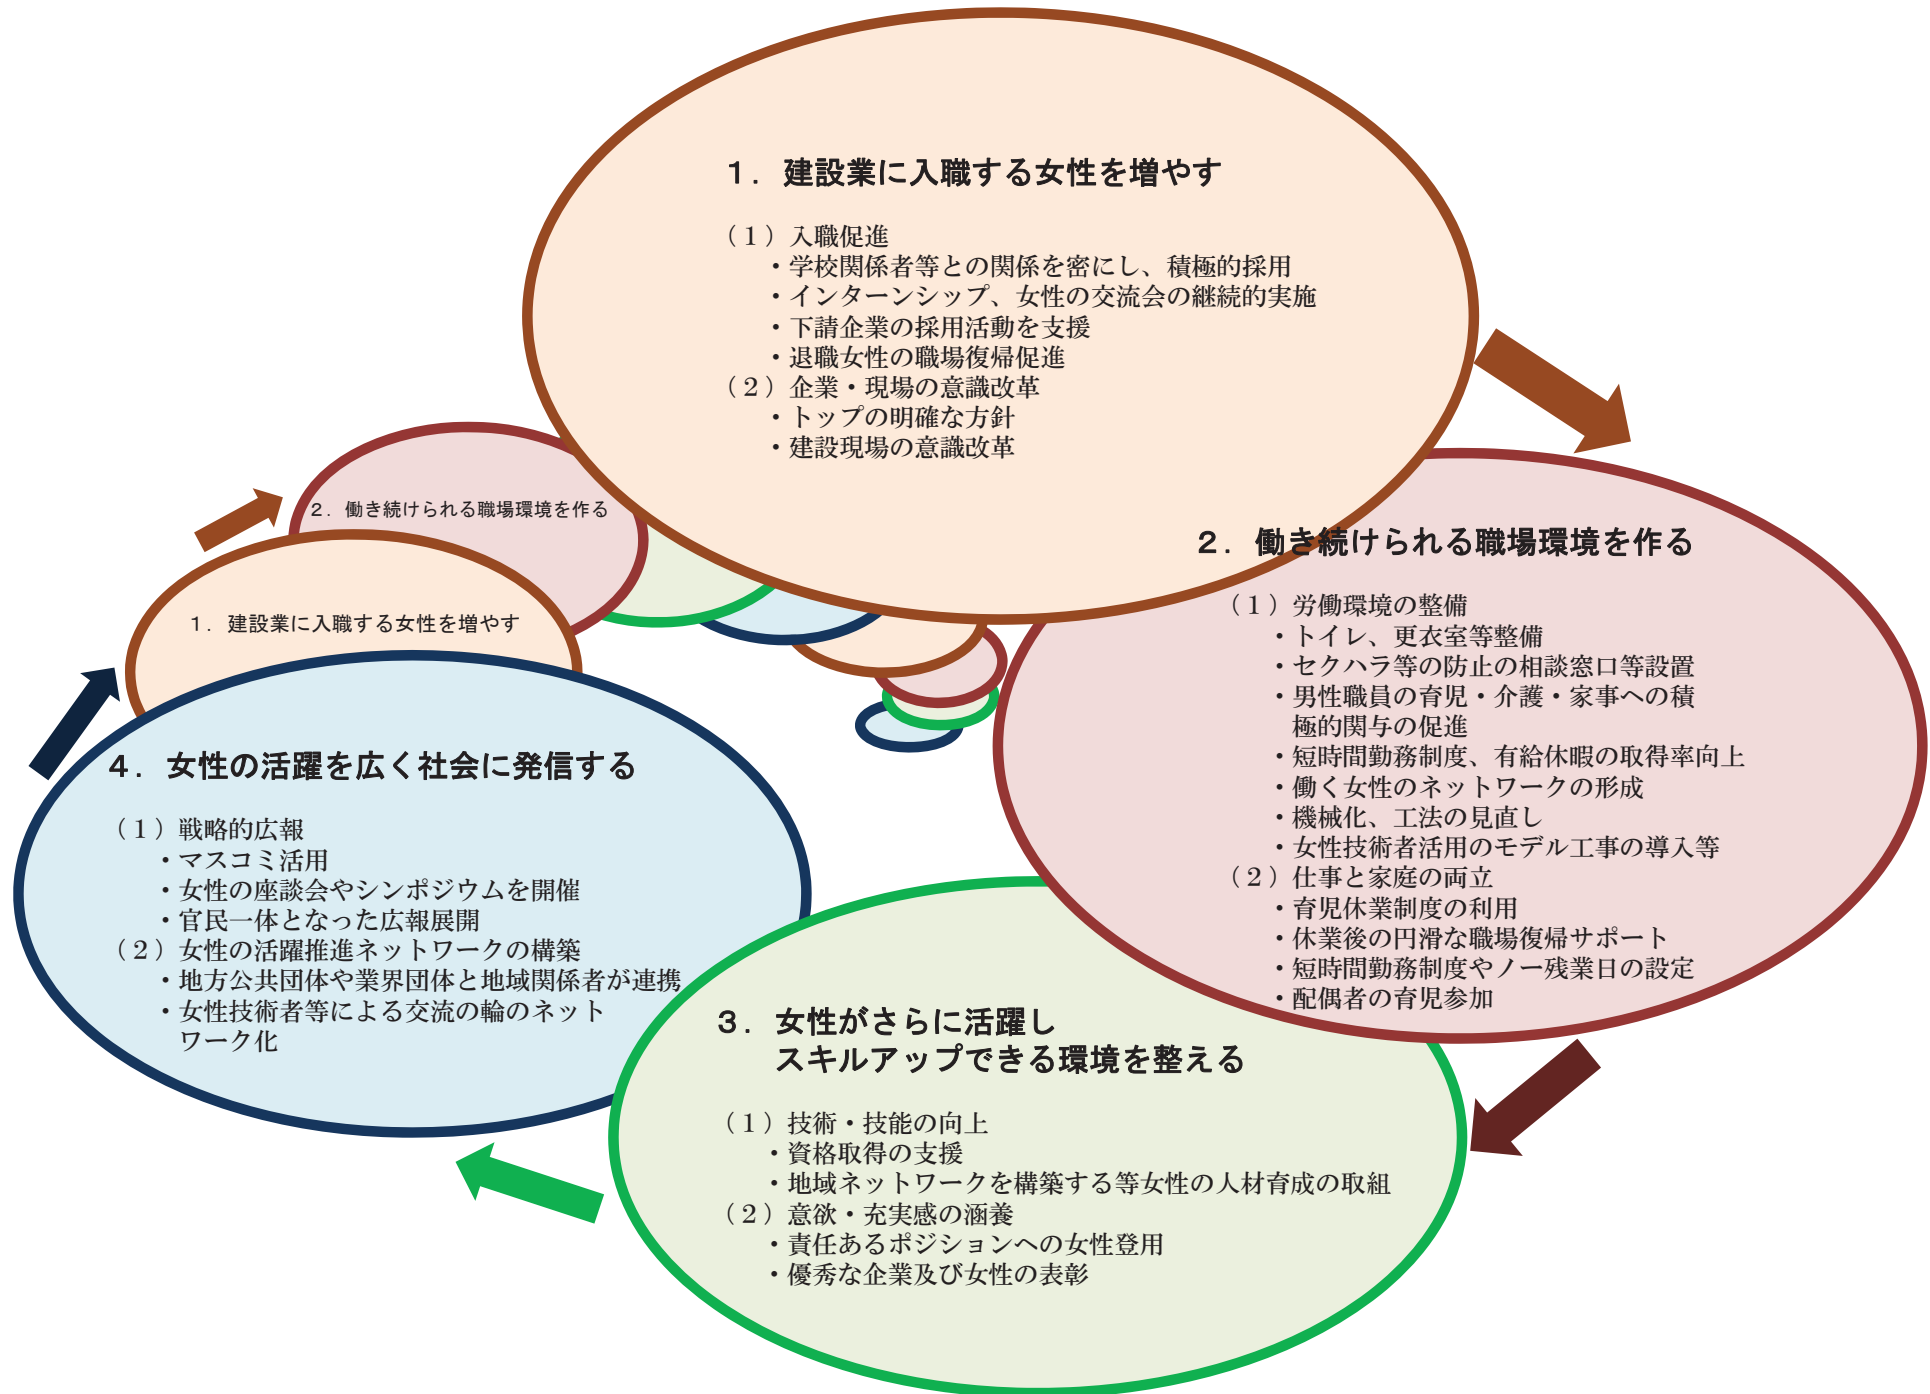 １．建設業に入職する女性を増やす
（１）入職促進
・学校関係者等との関係を密にし、積極的採用
・インターンシップ、女性の交流会の継続的実施
・下請企業の採用活動を支援
・退職女性の職場復帰促進
（２）企業・現場の意識改革
・トップの明確な方針
・建設現場の意識改革
２．働き続けられる職場環境を作る
（１）労働環境の整備
・トイレ、更衣室等整備
・セクハラ等の防止の相談窓口等設置
・男性職員の育児・介護・家事への積
極的関与の促進
・短時間勤務制度、有給休暇の取得率向上
・働く女性のネットワークの形成
・機械化、工法の見直し
・女性技術者活用のモデル工事の導入等
（２）仕事と家庭の両立
・育児休業制度の利用
・休業後の円滑な職場復帰サポート
・短時間勤務制度やノー残業日の設定
・配偶者の育児参加
３．女性がさらに活躍し
スキルアップできる環境を整える
（１）技術・技能の向上
・資格取得の支援
・地域ネットワークを構築する等女性の人材育成の取組
（２）意欲・充実感の涵養
・責任あるポジションへの女性登用
・優秀な企業及び女性の表彰
４．女性の活躍を広く社会に発信する
（１）戦略的広報
・マスコミ活用
・女性の座談会やシンポジウムを開催
・官民一体となった広報展開
（２）女性の活躍推進ネットワークの構築
・地方公共団体や業界団体と地域関係者が連携
・女性技術者等による交流の輪のネット
ワーク化
１．建設業に入職する女性を増やす
２．働き続けられる職場環境を作る